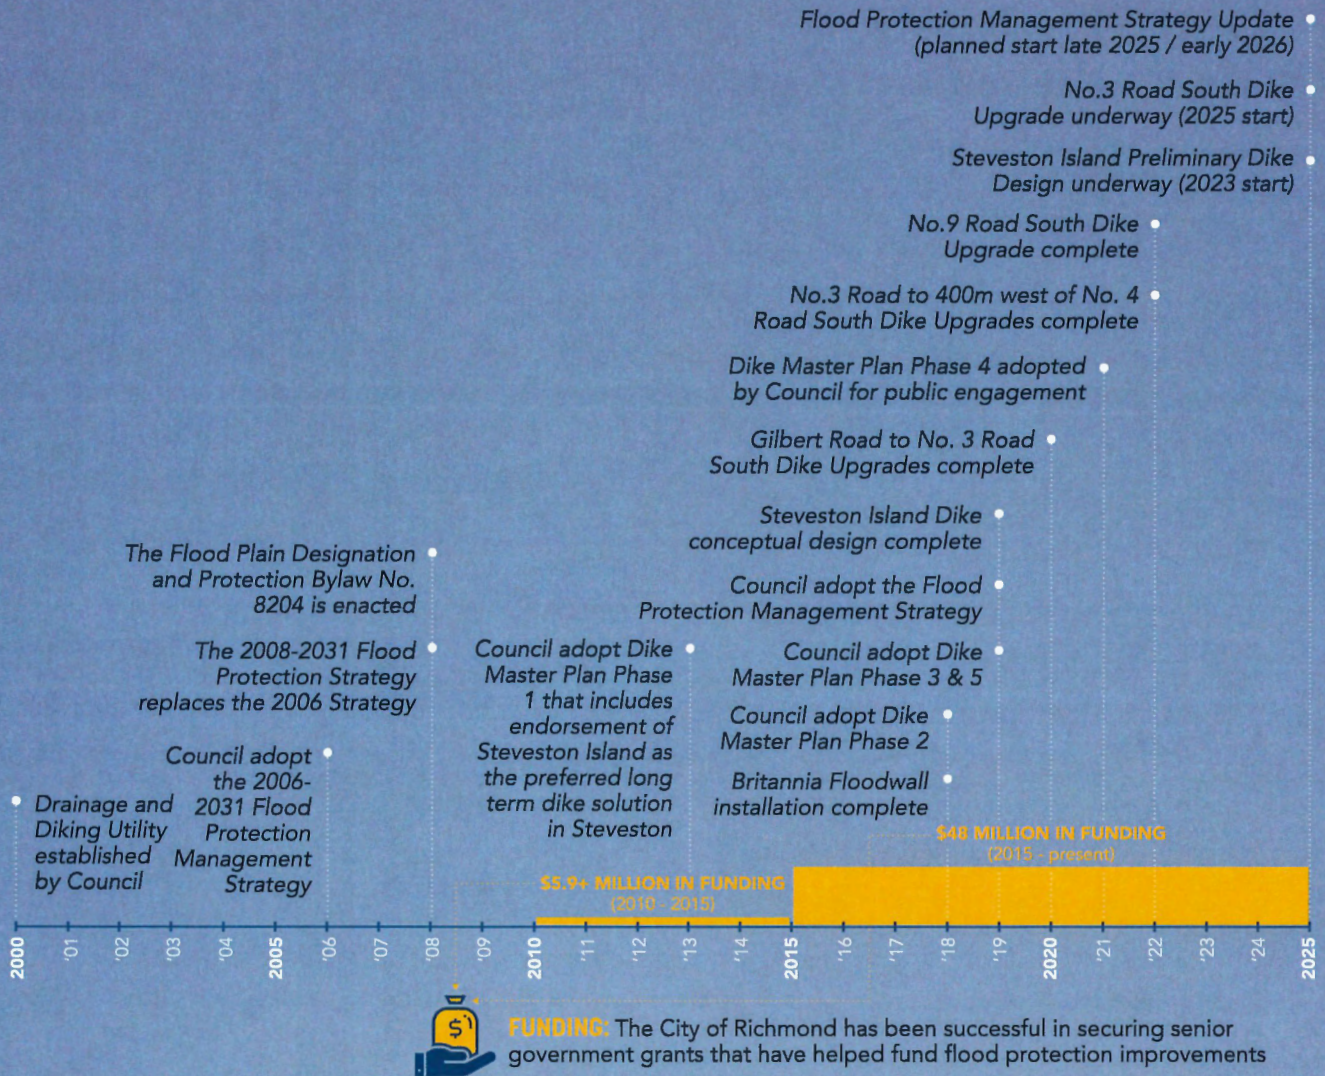 Flood Protection Management Strategy Update
(planned start late 2025 / early 2026)
No.3 Road South Dike
Upgrade underway (2025 start)
Steveston Island Preliminary Dike
Design underway (2023 start)
No.9 Road South Dike
Upgrade complete
No.3 Road to 400m west of No. 4
Road South Dike Upgrades complete
Dike Master Plan Phase 4 adopted
by Council for public engagement
Gilbert Road to No. 3 Road
South Dike Upgrades complete
Steveston Island Dike
conceptual design complete
Council adopt the Flood
Protection Management Strategy
Council adopt Dike
Master Plan Phase 3 & 5
Council adopt Dike
Master Plan Phase 2
Britannia Floodwall
installation complete
The Flood Plain Designation
and Protection Bylaw No.
8204 is enacted
The 2008-2031 Flood
Protection Strategy
replaces the 2006 Strategy
Council adopt Dike
Master Plan Phase
1 that includes
endorsement of
Steveston Island as
the preferred long
term dike solution
in Steveston
Council adopt
the 2006-
2031 Flood
Protection
Management
Strategy
Drainage and
Diking Utility
established
by Council
$5.9+ MILLION IN FUNDING
(2010 - 2015)
$48 MILLION IN FUNDING
(2015 - present)
2000
'01
'02
'03
'04
2005
'06
'07
'08
'09
2010
'11
'12
'13
'14
2015
'16
'17
'18
'19
2020
'21
'22
'23
'24
2025
$
FUNDING: The City of Richmond has been successful in securing senior
government grants that have helped fund flood protection improvements